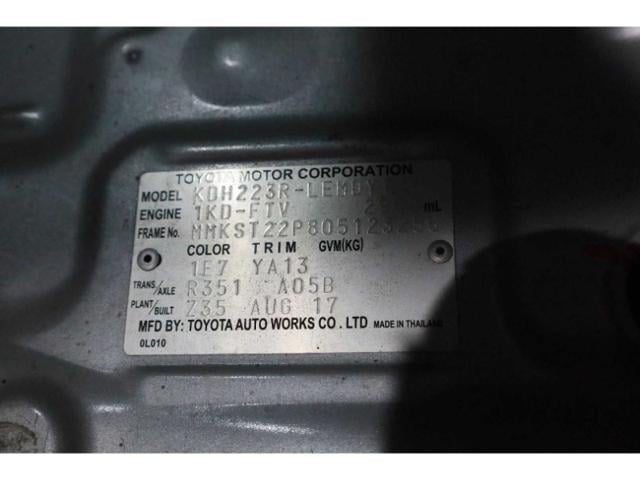 TOYOTA MOTOR CORPORATION
MODEL KDH223R-LEMDY
ENGINE 1KD-FTV mL
FRAME No.
COLOR TRIM GVM(KG)
1E7 YA13
TRANS/AXLE R351 A05B
PLANT/BUILT Z35 AUG 17
MFD BY: TOYOTA AUTO WORKS CO. LTD MADE IN THAILAND
0L010